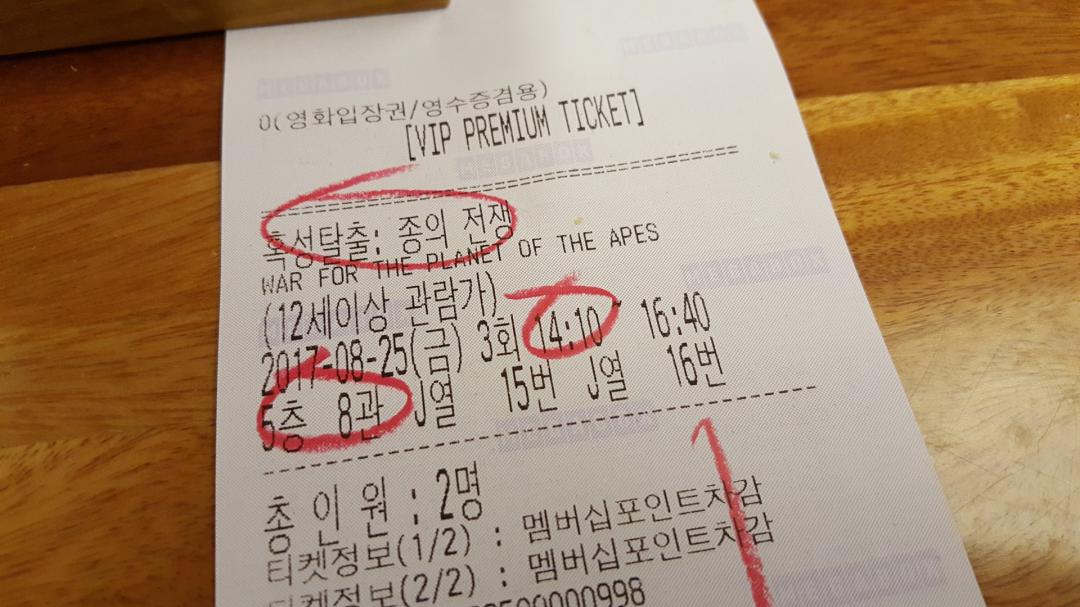 0(영화입장권/영수증겸용)
[VIP PREMIUM TICKET]
혹성탈출: 종의 전쟁
WAR FOR THE PLANET OF THE APES
(12세이상 관람가)
2017-08-25(금) 3회 14:10 ~ 16:40
5층 8관 J열 15번 J열 16번
총 인 원 : 2명
티켓정보(1/2) : 멤버십포인트차감
티켓정보(2/2) : 멤버십포인트차감